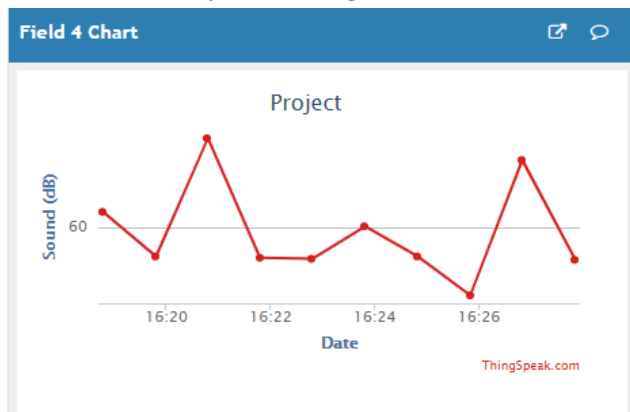 Field 4 Chart
Project
Sound (dB)
60
16:20 16:22 16:24 16:26
Date
ThingSpeak.com